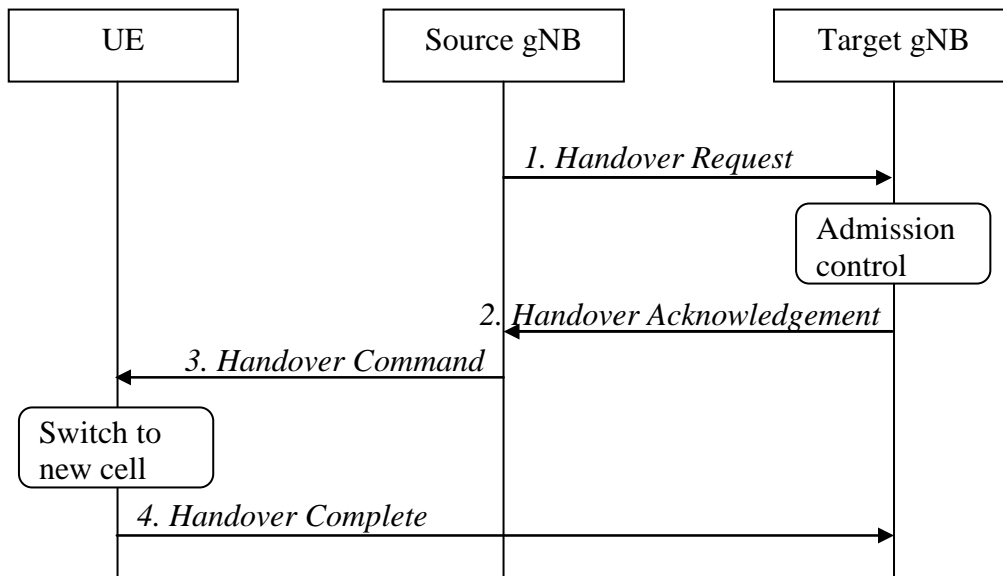 UE
Source gNB
Target gNB
1. Handover Request
Admission
control
2. Handover Acknowledgement
3. Handover Command
Switch to
new cell
4. Handover Complete